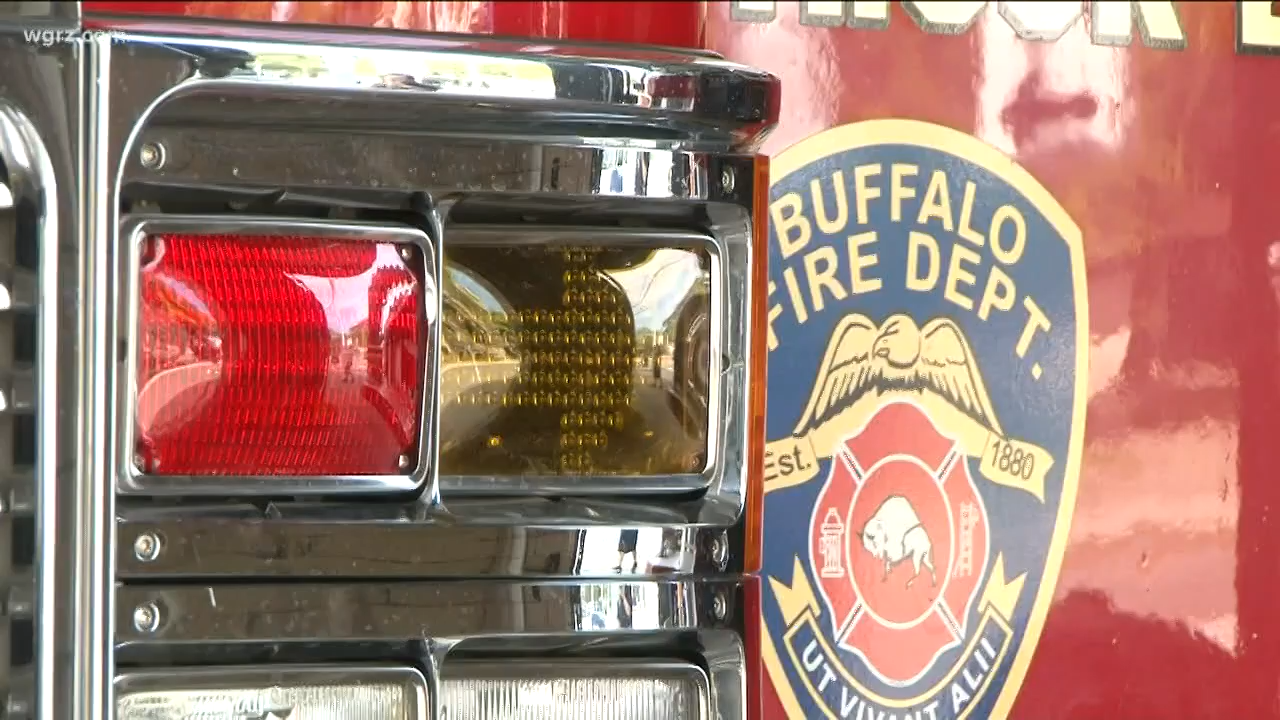 wgrz.com
BUFFALO
FIRE DEPT.
Est. 1880
UT VIVANT ALII